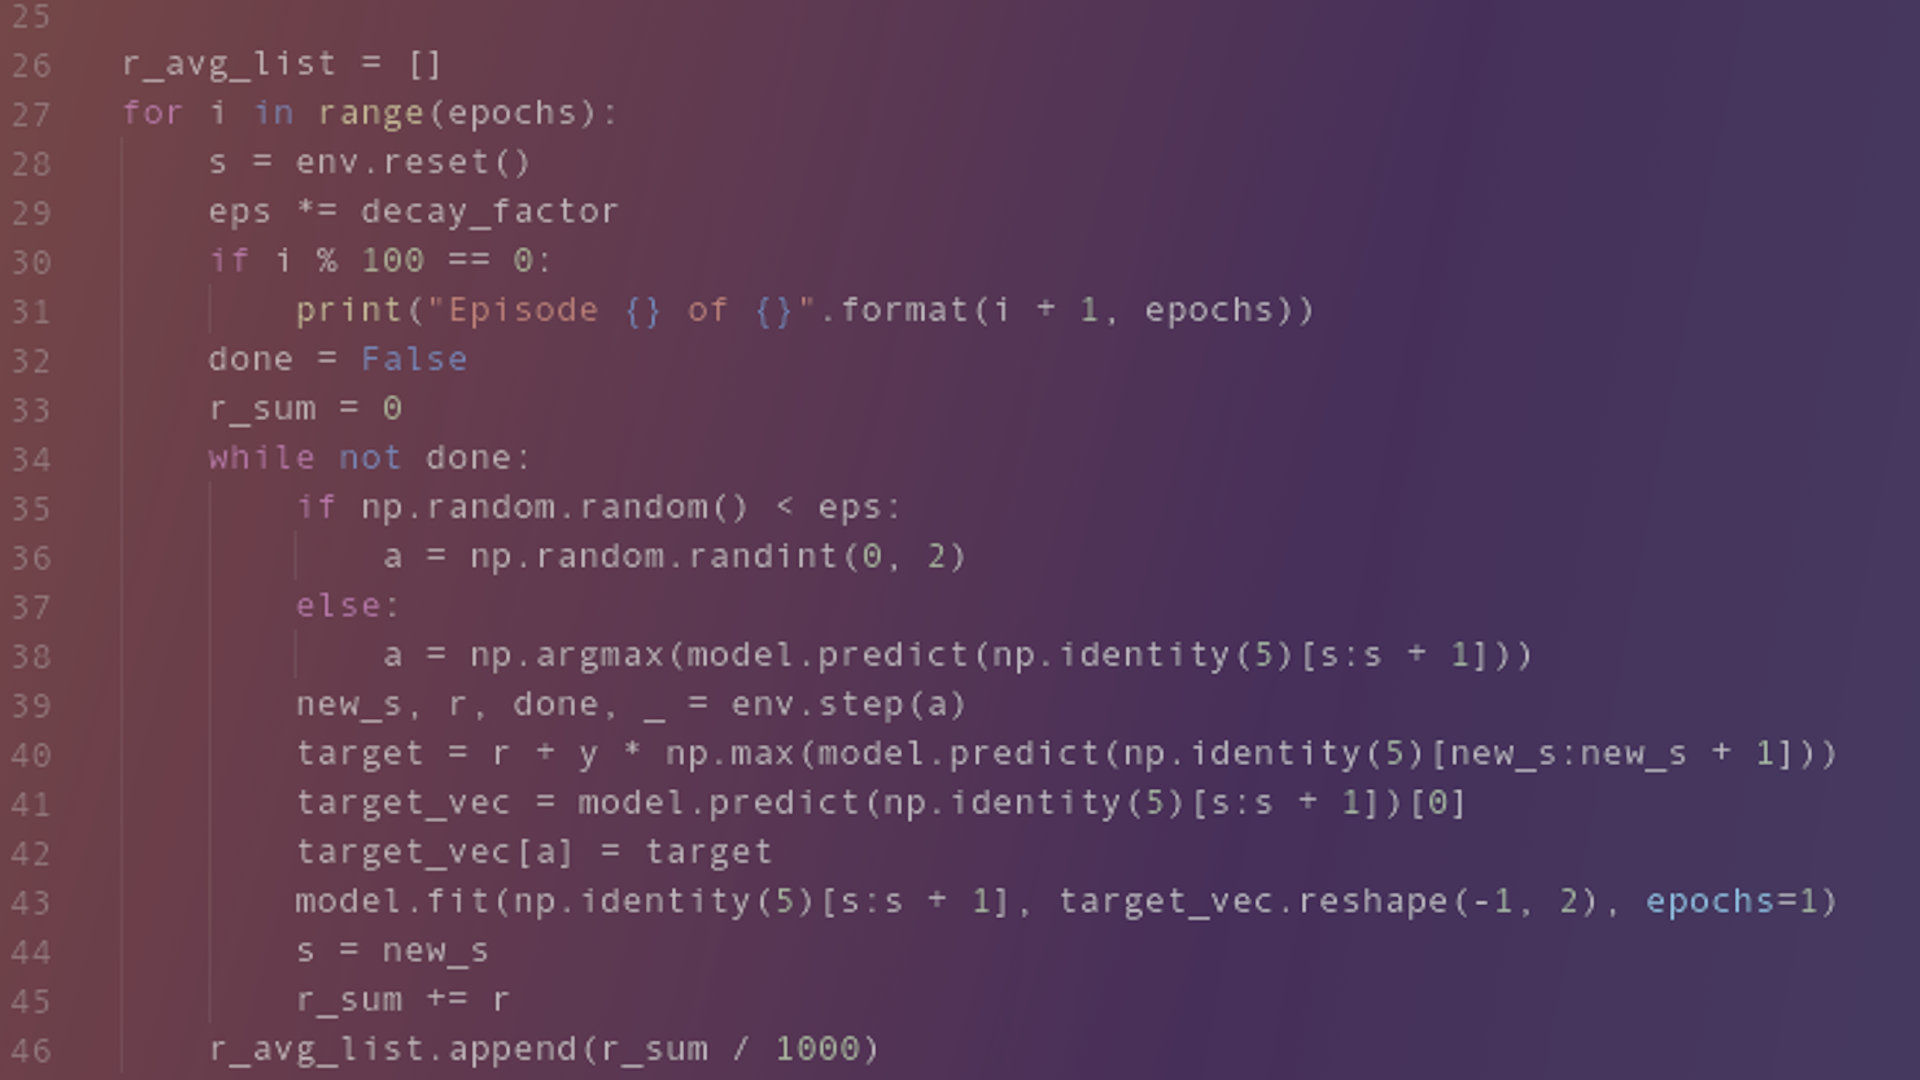 25
26 r_avg_list = []
27 for i in range(epochs):
28 s = env.reset()
29 eps *= decay_factor
30 if i % 100 == 0:
31 print("Episode {} of {}".format(i + 1, epochs))
32 done = False
33 r_sum = 0
34 while not done:
35 if np.random.random() < eps:
36 a = np.random.randint(0, 2)
37 else:
38 a = np.argmax(model.predict(np.identity(5)[s:s + 1]))
39 new_s, r, done, _ = env.step(a)
40 target = r + y * np.max(model.predict(np.identity(5)[new_s:new_s + 1]))
41 target_vec = model.predict(np.identity(5)[s:s + 1])[0]
42 target_vec[a] = target
43 model.fit(np.identity(5)[s:s + 1], target_vec.reshape(-1, 2), epochs=1)
44 s = new_s
45 r_sum += r
46 r_avg_list.append(r_sum / 1000)